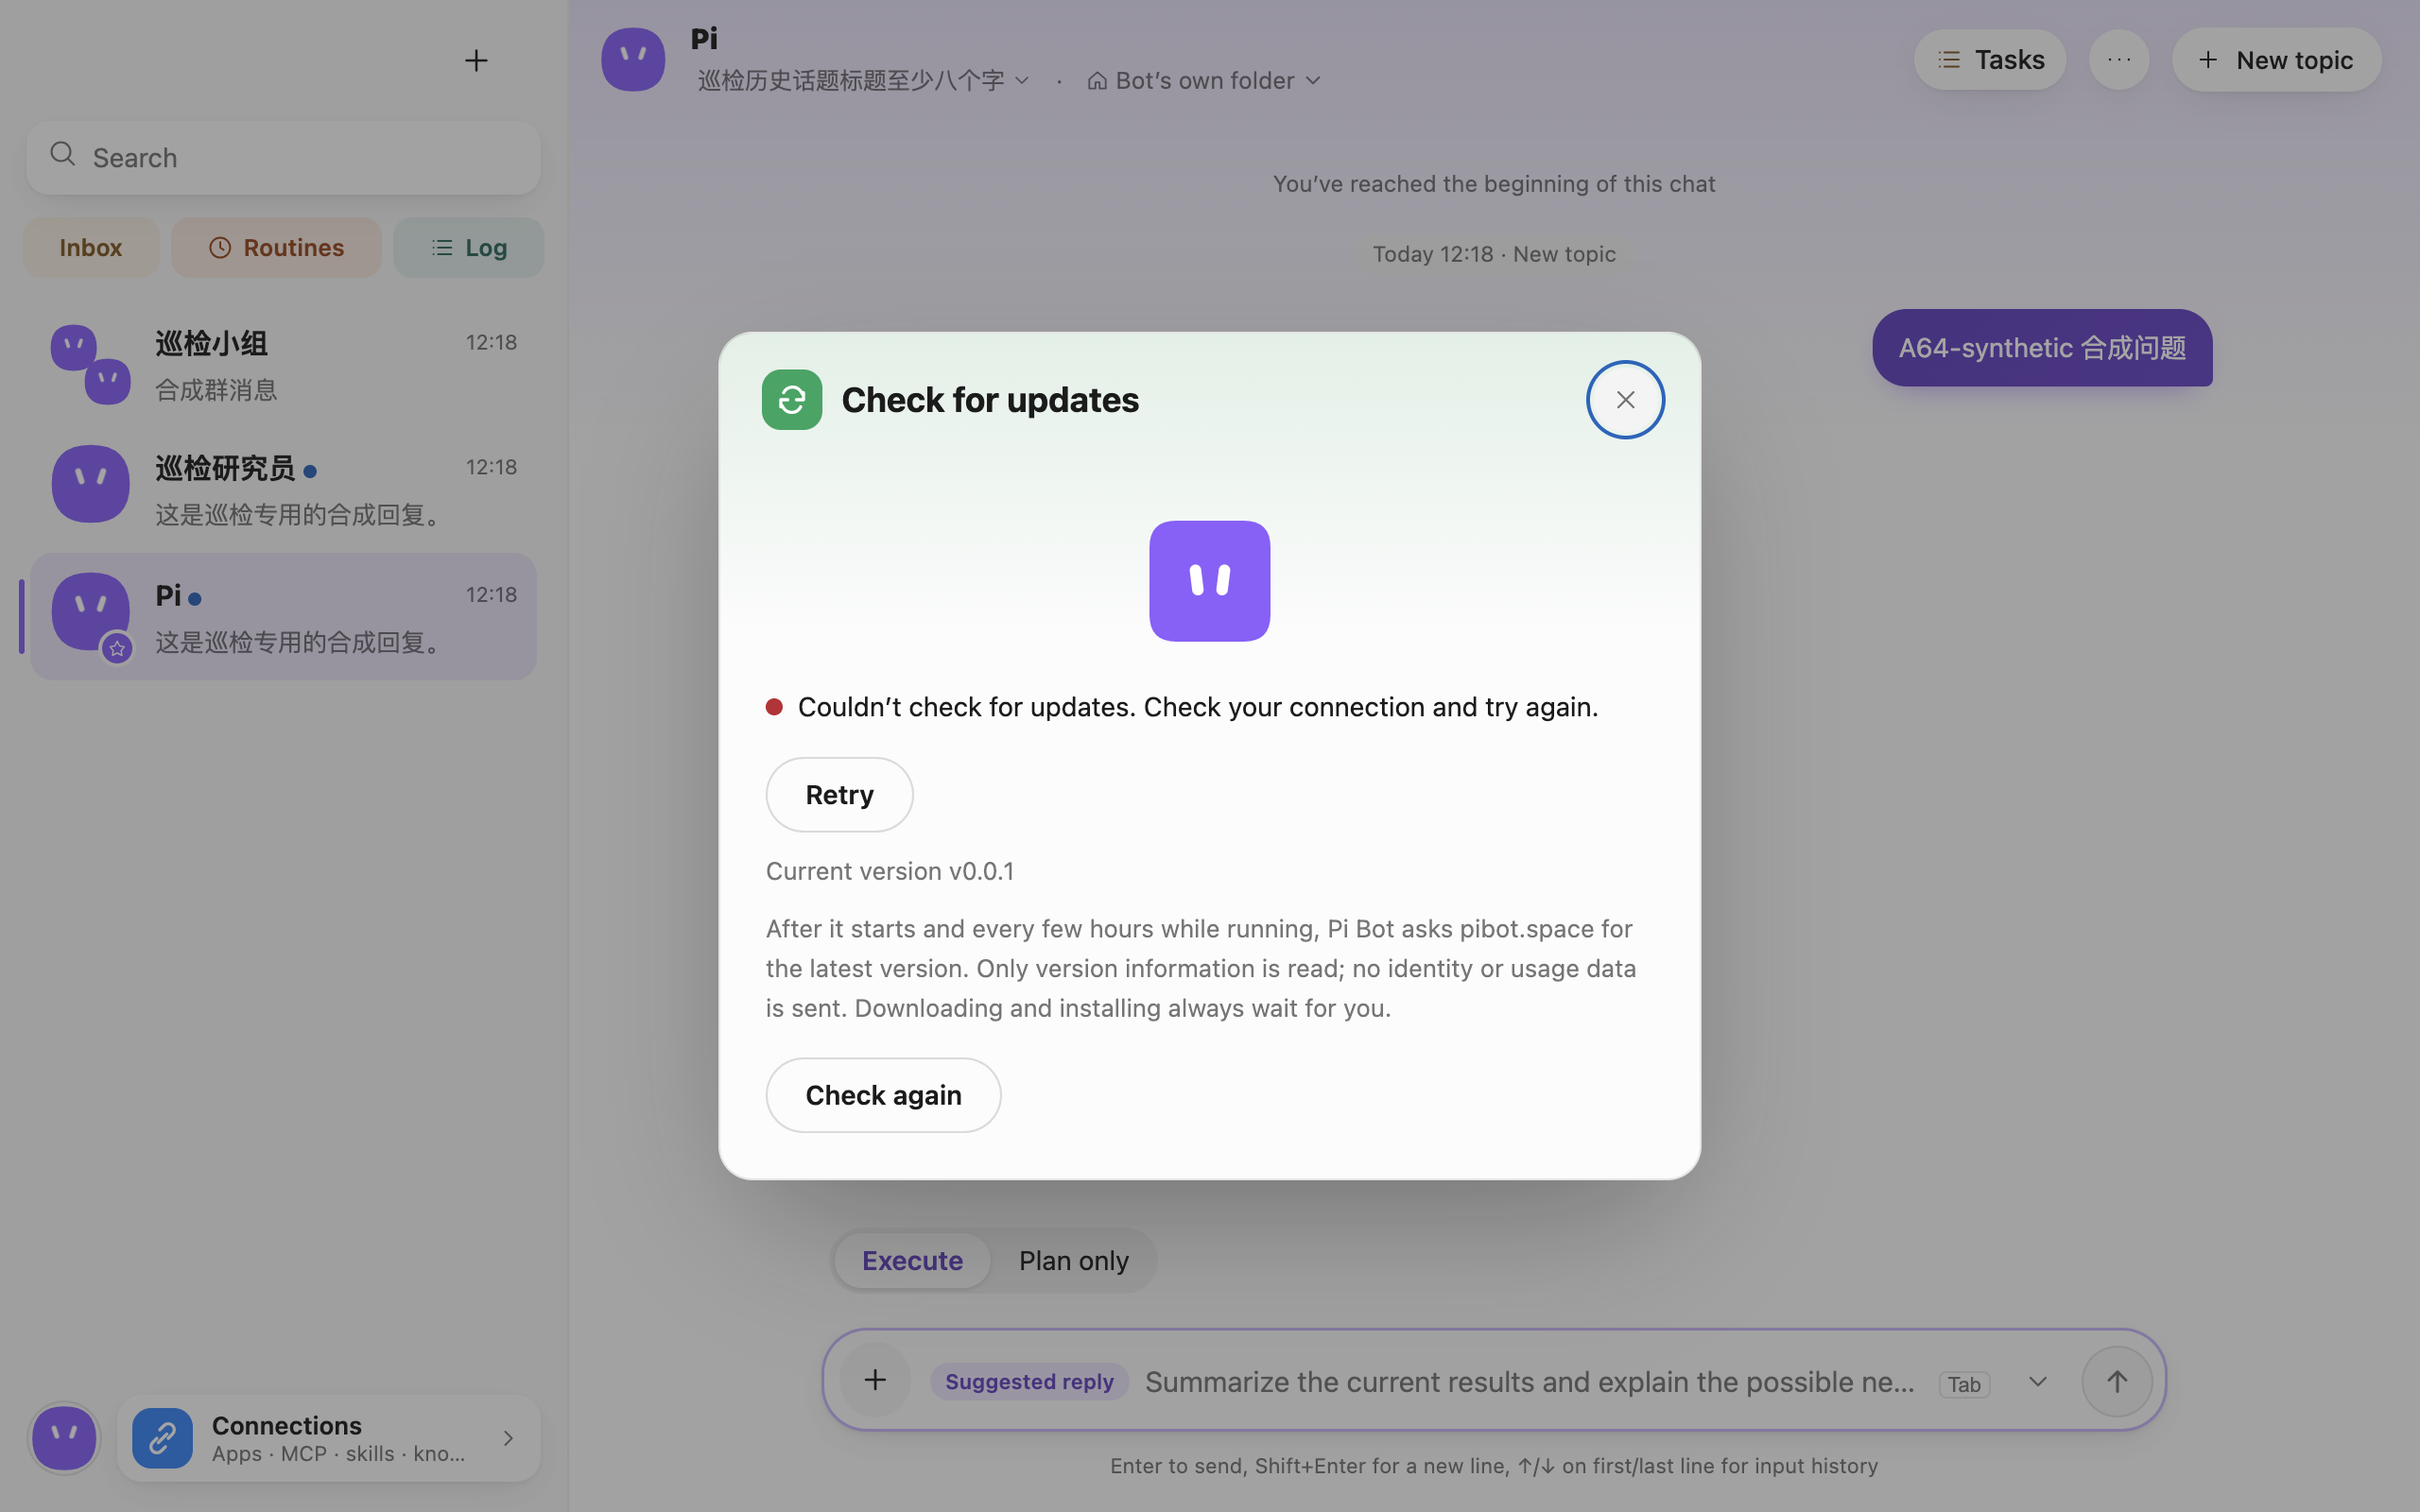 Search
Inbox
Routines
Log
巡检小组
12:18
合成群消息
巡检研究员
12:18
这是巡检专用的合成回复。
Pi
12:18
这是巡检专用的合成回复。
Connections
Apps · MCP · skills · kno...
Pi
巡检历史话题标题至少八个字 · Bot’s own folder
Tasks
···
New topic
You’ve reached the beginning of this chat
Today 12:18 · New topic
A64-synthetic 合成问题
Check for updates
Couldn’t check for updates. Check your connection and try again.
Retry
Current version v0.0.1
After it starts and every few hours while running, Pi Bot asks pibot.space for
the latest version. Only version information is read; no identity or usage data
is sent. Downloading and installing always wait for you.
Check again
Execute
Plan only
Suggested reply
Summarize the current results and explain the possible ne...
Tab
Enter to send, Shift+Enter for a new line, ↑/↓ on first/last line for input history